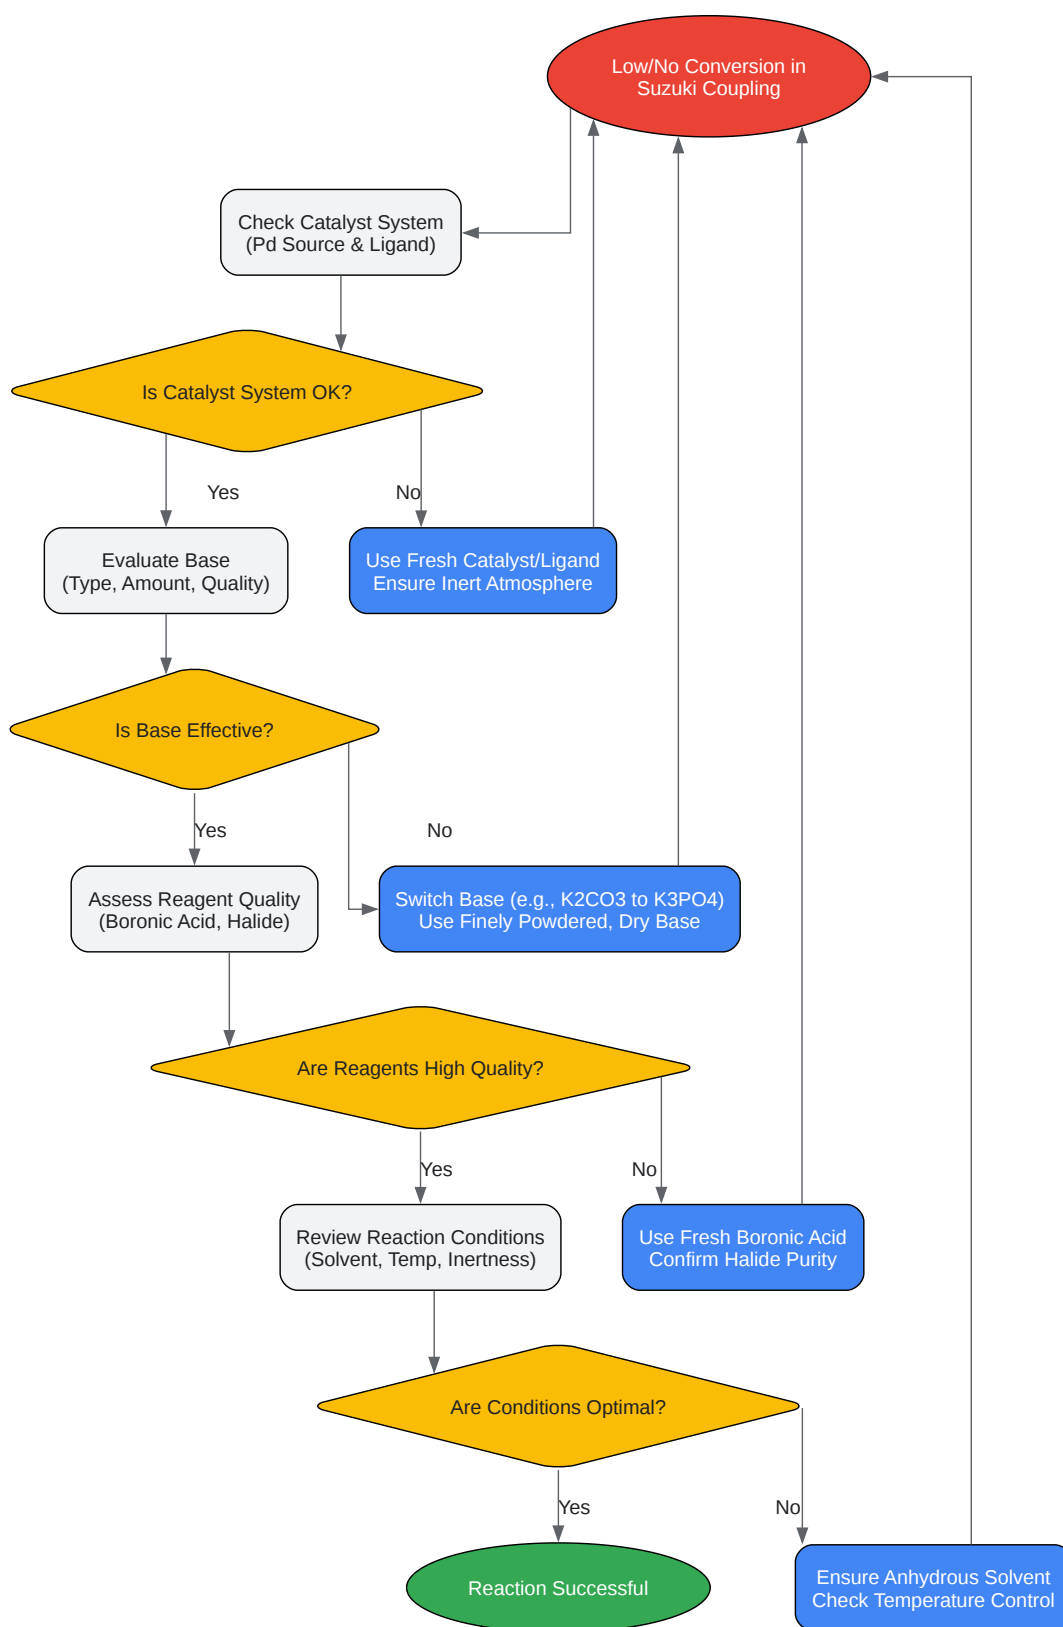 Low/No Conversion in
Suzuki Coupling
Check Catalyst System
(Pd Source & Ligand)
Is Catalyst System OK?
Yes
No
Evaluate Base
(Type, Amount, Quality)
Use Fresh Catalyst/Ligand
Ensure Inert Atmosphere
Is Base Effective?
Yes
No
Assess Reagent Quality
(Boronic Acid, Halide)
Switch Base (e.g., K2CO3 to K3PO4)
Use Finely Powdered, Dry Base
Are Reagents High Quality?
Yes
No
Review Reaction Conditions
(Solvent, Temp, Inertness)
Use Fresh Boronic Acid
Confirm Halide Purity
Are Conditions Optimal?
Yes
No
Reaction Successful
Ensure Anhydrous Solvent
Check Temperature Control